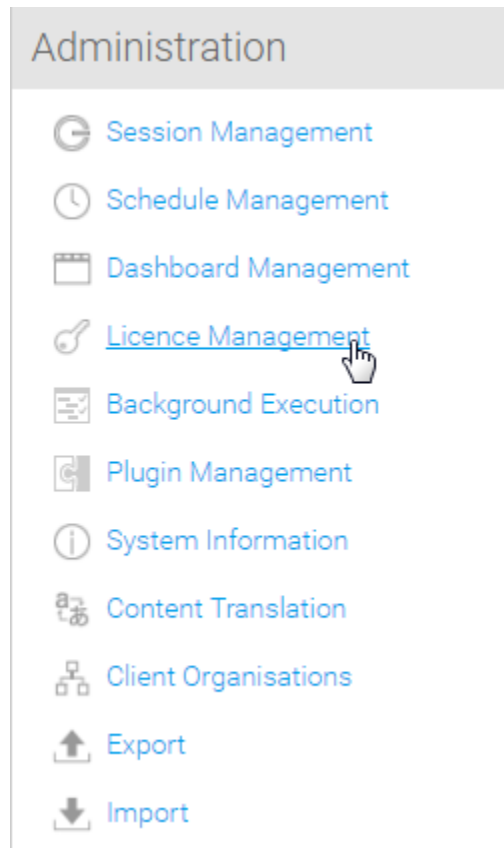 Administration
Session Management
Schedule Management
Dashboard Management
Licence Management
Background Execution
Plugin Management
System Information
Content Translation
Client Organisations
Export
Import